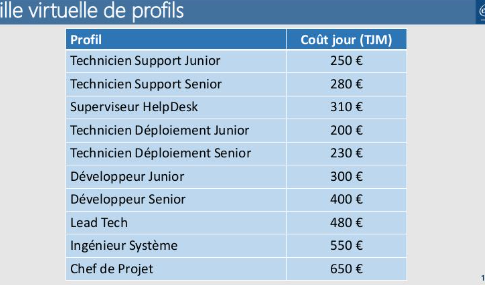 ille virtuelle de profils
Profil Coût jour (TJM)
Technicien Support Junior 250 €
Technicien Support Senior 280 €
Superviseur HelpDesk 310 €
Technicien Déploiement Junior 200 €
Technicien Déploiement Senior 230 €
Développeur Junior 300 €
Développeur Senior 400 €
Lead Tech 480 €
Ingénieur Système 550 €
Chef de Projet 650 €
1